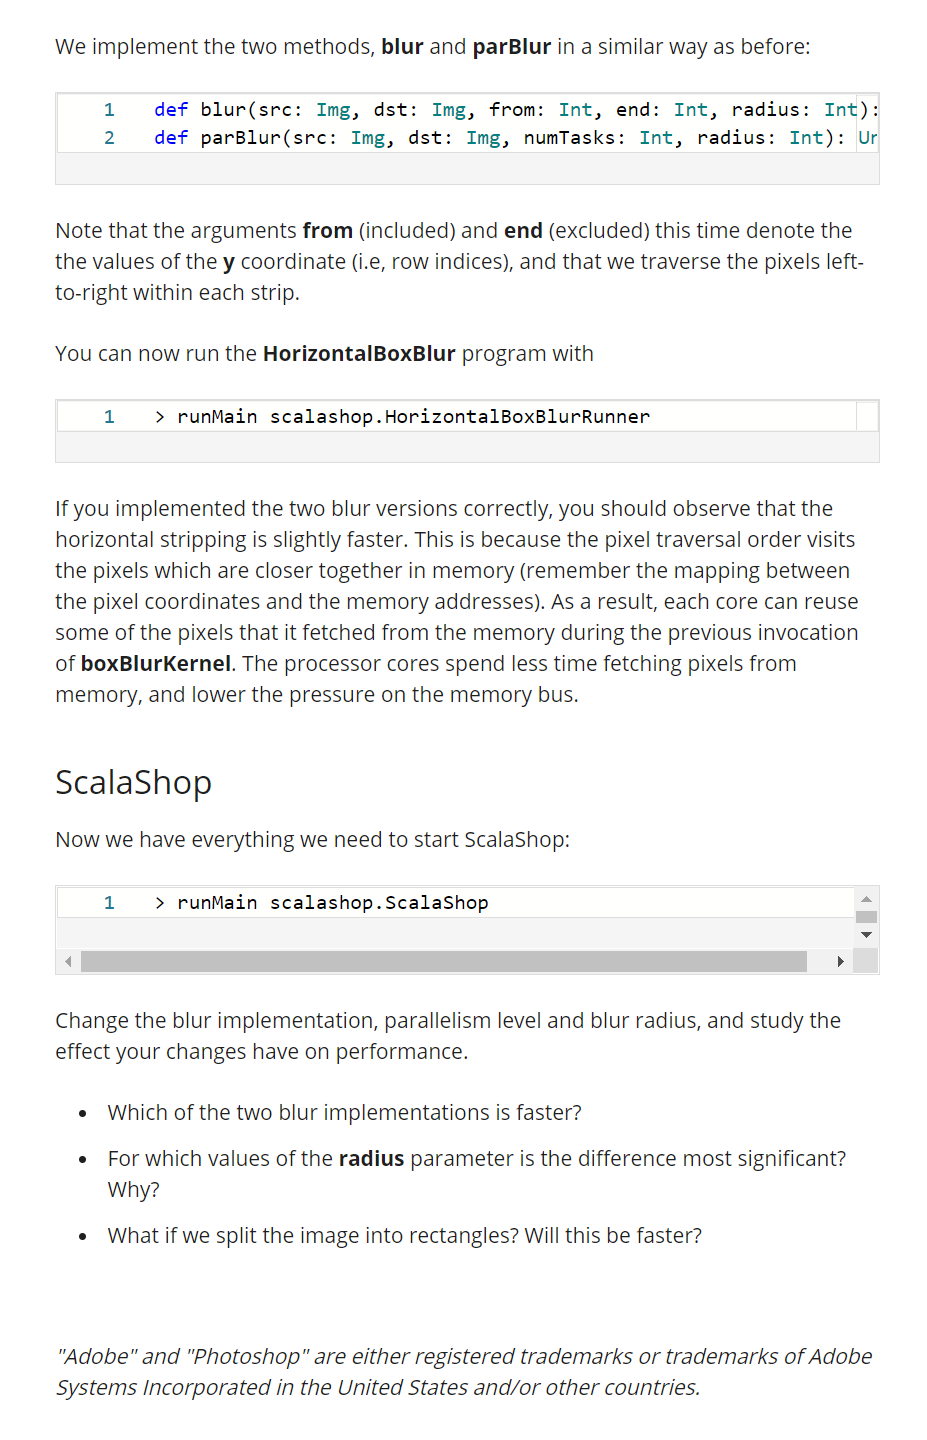 We implement the two methods, blur and parBlur in a similar way as before:
1 def blur(src: Img, dst: Img, from: Int, end: Int, radius: Int):
2 def parBlur(src: Img, dst: Img, numTasks: Int, radius: Int):
Note that the arguments from (included) and end (excluded) this time denote the
the values of the y coordinate (i.e, row indices), and that we traverse the pixels left-
to-right within each strip.
You can now run the HorizontalBoxBlur program with
1 > runMain scalashop.HorizontalBoxBlurRunner
If you implemented the two blur versions correctly, you should observe that the
horizontal stripping is slightly faster. This is because the pixel traversal order visits
the pixels which are closer together in memory (remember the mapping between
the pixel coordinates and the memory addresses). As a result, each core can reuse
some of the pixels that it fetched from the memory during the previous invocation
of boxBlurKernel. The processor cores spend less time fetching pixels from
memory, and lower the pressure on the memory bus.
ScalaShop
Now we have everything we need to start ScalaShop:
1 > runMain scalashop.ScalaShop
Change the blur implementation, parallelism level and blur radius, and study the
effect your changes have on performance.
• Which of the two blur implementations is faster?
• For which values of the radius parameter is the difference most significant?
Why?
• What if we split the image into rectangles? Will this be faster?
"Adobe" and "Photoshop" are either registered trademarks or trademarks of Adobe
Systems Incorporated in the United States and/or other countries.